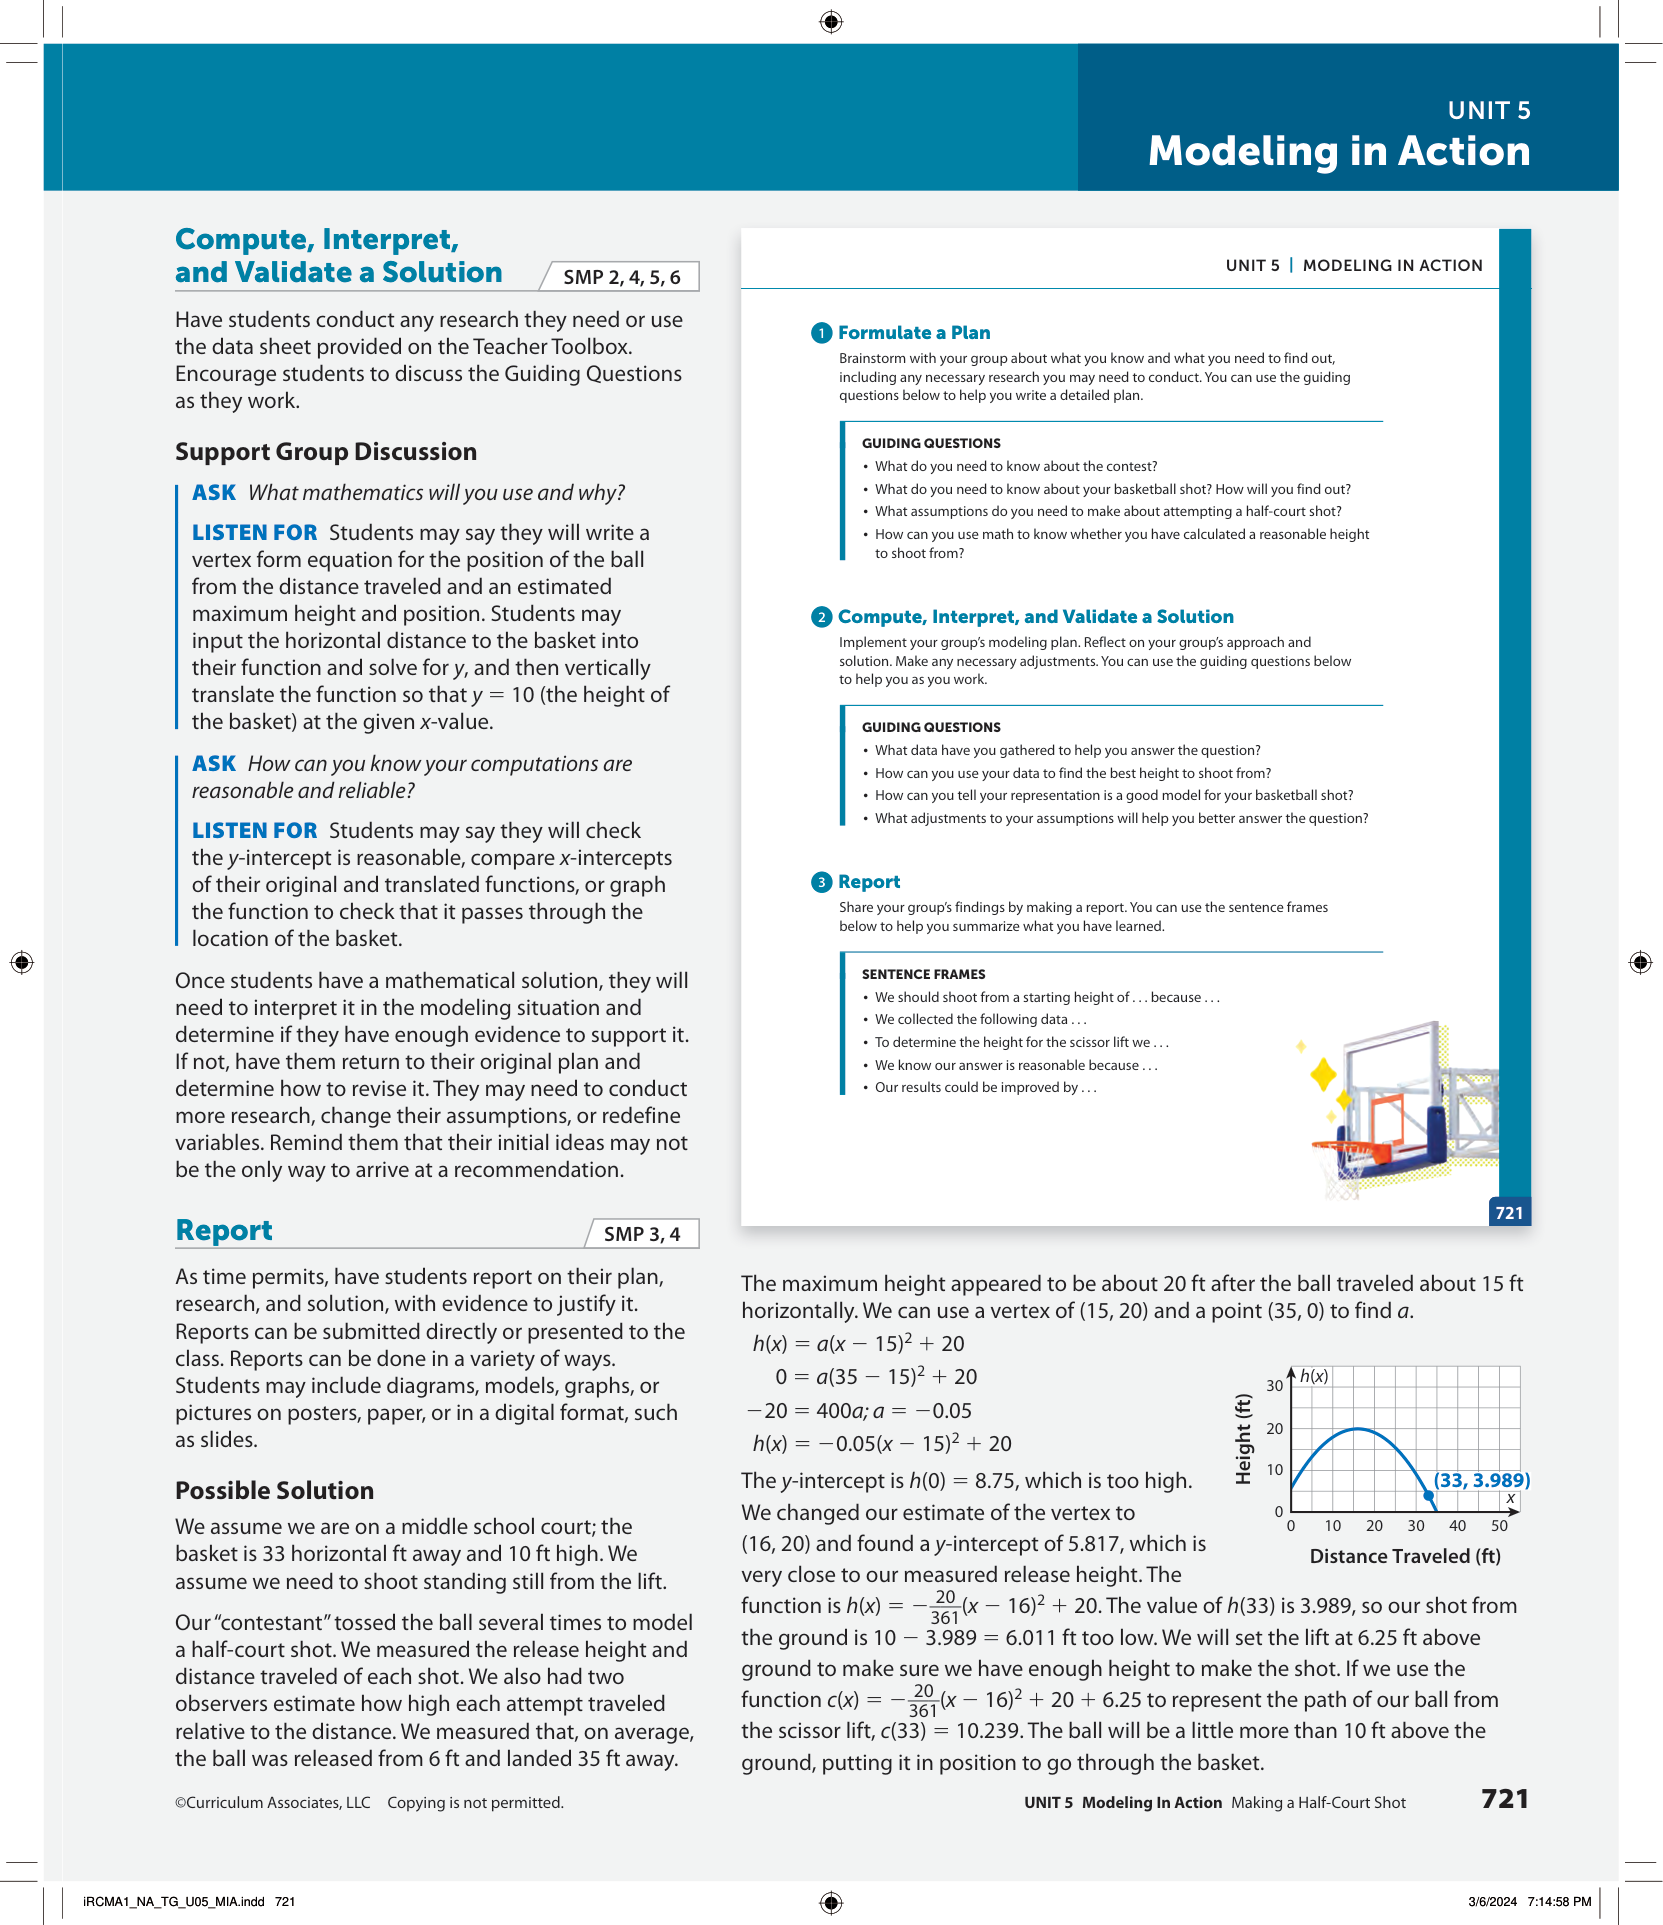 UNIT 5
Modeling in Action
Compute, Interpret,
and Validate a Solution
SMP 2, 4, 5, 6
Have students conduct any research they need or use
the data sheet provided on the Teacher Toolbox.
Encourage students to discuss the Guiding Questions
as they work.
Support Group Discussion
ASK What mathematics will you use and why?
LISTEN FOR Students may say they will write a
vertex form equation for the position of the ball
from the distance traveled and an estimated
maximum height and position. Students may
input the horizontal distance to the basket into
their function and solve for y, and then vertically
translate the function so that y = 10 (the height of
the basket) at the given x-value.
ASK How can you know your computations are
reasonable and reliable?
LISTEN FOR Students may say they will check
the y-intercept is reasonable, compare x-intercepts
of their original and translated functions, or graph
the function to check that it passes through the
location of the basket.
Once students have a mathematical solution, they will
need to interpret it in the modeling situation and
determine if they have enough evidence to support it.
If not, have them return to their original plan and
determine how to revise it. They may need to conduct
more research, change their assumptions, or redefine
variables. Remind them that their initial ideas may not
be the only way to arrive at a recommendation.
Report
SMP 3, 4
As time permits, have students report on their plan,
research, and solution, with evidence to justify it.
Reports can be submitted directly or presented to the
class. Reports can be done in a variety of ways.
Students may include diagrams, models, graphs, or
pictures on posters, paper, or in a digital format, such
as slides.
Possible Solution
We assume we are on a middle school court; the
basket is 33 horizontal ft away and 10 ft high. We
assume we need to shoot standing still from the lift.
Our “contestant” tossed the ball several times to model
a half-court shot. We measured the release height and
distance traveled of each shot. We also had two
observers estimate how high each attempt traveled
relative to the distance. We measured that, on average,
the ball was released from 6 ft and landed 35 ft away.
UNIT 5 | MODELING IN ACTION
1 Formulate a Plan
Brainstorm with your group about what you know and what you need to find out,
including any necessary research you may need to conduct. You can use the guiding
questions below to help you write a detailed plan.
GUIDING QUESTIONS
• What do you need to know about the contest?
• What do you need to know about your basketball shot? How will you find out?
• What assumptions do you need to make about attempting a half-court shot?
• How can you use math to know whether you have calculated a reasonable height
to shoot from?
2 Compute, Interpret, and Validate a Solution
Implement your group’s modeling plan. Reflect on your group’s approach and
solution. Make any necessary adjustments. You can use the guiding questions below
to help you as you work.
GUIDING QUESTIONS
• What data have you gathered to help you answer the question?
• How can you use your data to find the best height to shoot from?
• How can you tell your representation is a good model for your basketball shot?
• What adjustments to your assumptions will help you better answer the question?
3 Report
Share your group’s findings by making a report. You can use the sentence frames
below to help you summarize what you have learned.
SENTENCE FRAMES
• We should shoot from a starting height of . . . because . . .
• We collected the following data . . .
• To determine the height for the scissor lift we . . .
• We know our answer is reasonable because . . .
• Our results could be improved by . . .
721
The maximum height appeared to be about 20 ft after the ball traveled about 15 ft
horizontally. We can use a vertex of (15, 20) and a point (35, 0) to find a.
h(x) = a(x − 15)² + 20
0 = a(35 − 15)² + 20
−20 = 400a; a = −0.05
h(x) = −0.05(x − 15)² + 20
The y-intercept is h(0) = 8.75, which is too high.
We changed our estimate of the vertex to
(16, 20) and found a y-intercept of 5.817, which is
very close to our measured release height. The
function is h(x) = −20/361(x − 16)² + 20. The value of h(33) is 3.989, so our shot from
the ground is 10 − 3.989 = 6.011 ft too low. We will set the lift at 6.25 ft above
ground to make sure we have enough height to make the shot. If we use the
function c(x) = −20/361(x − 16)² + 20 + 6.25 to represent the path of our ball from
the scissor lift, c(33) = 10.239. The ball will be a little more than 10 ft above the
ground, putting it in position to go through the basket.
h(x)
Height (ft)
30
20
10
0
(33, 3.989)
x
0 10 20 30 40 50
Distance Traveled (ft)
©Curriculum Associates, LLC Copying is not permitted.
UNIT 5 Modeling In Action Making a Half-Court Shot 721
iRCMA1_NA_TG_U05_MIA.indd 721
3/6/2024 7:14:58 PM